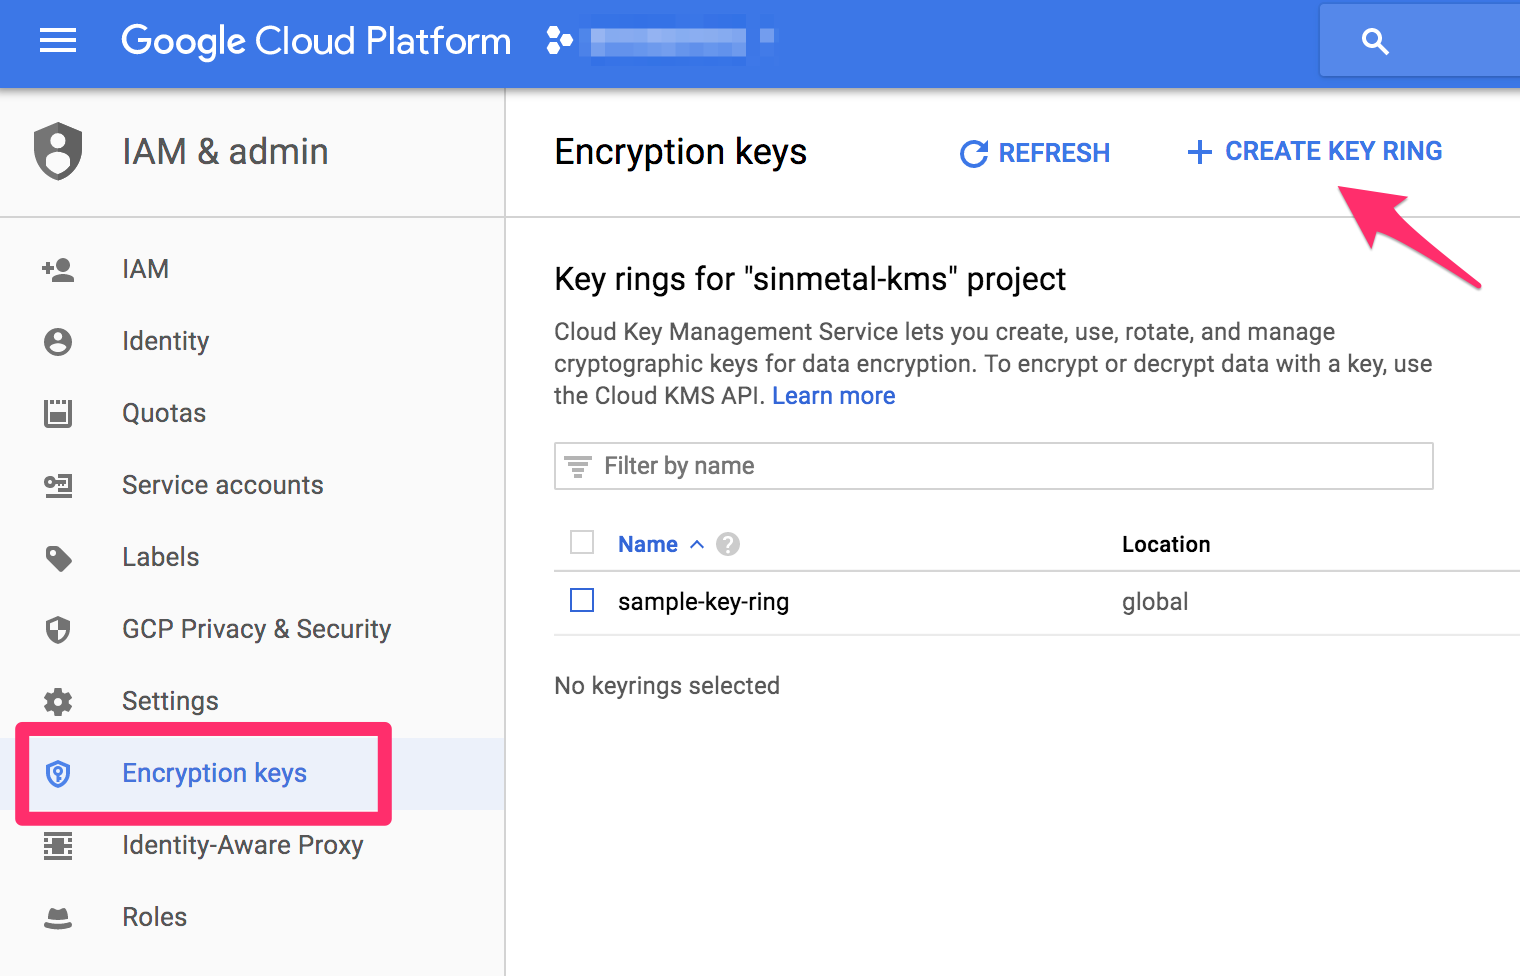 Google Cloud Platform
IAM & admin
IAM
Identity
Quotas
Service accounts
Labels
GCP Privacy & Security
Settings
Encryption keys
Identity-Aware Proxy
Roles
Encryption keys
REFRESH
CREATE KEY RING
Key rings for "sinmetal-kms" project
Cloud Key Management Service lets you create, use, rotate, and manage
cryptographic keys for data encryption. To encrypt or decrypt data with a key, use
the Cloud KMS API. Learn more
Filter by name
Name Location
sample-key-ring global
No keyrings selected